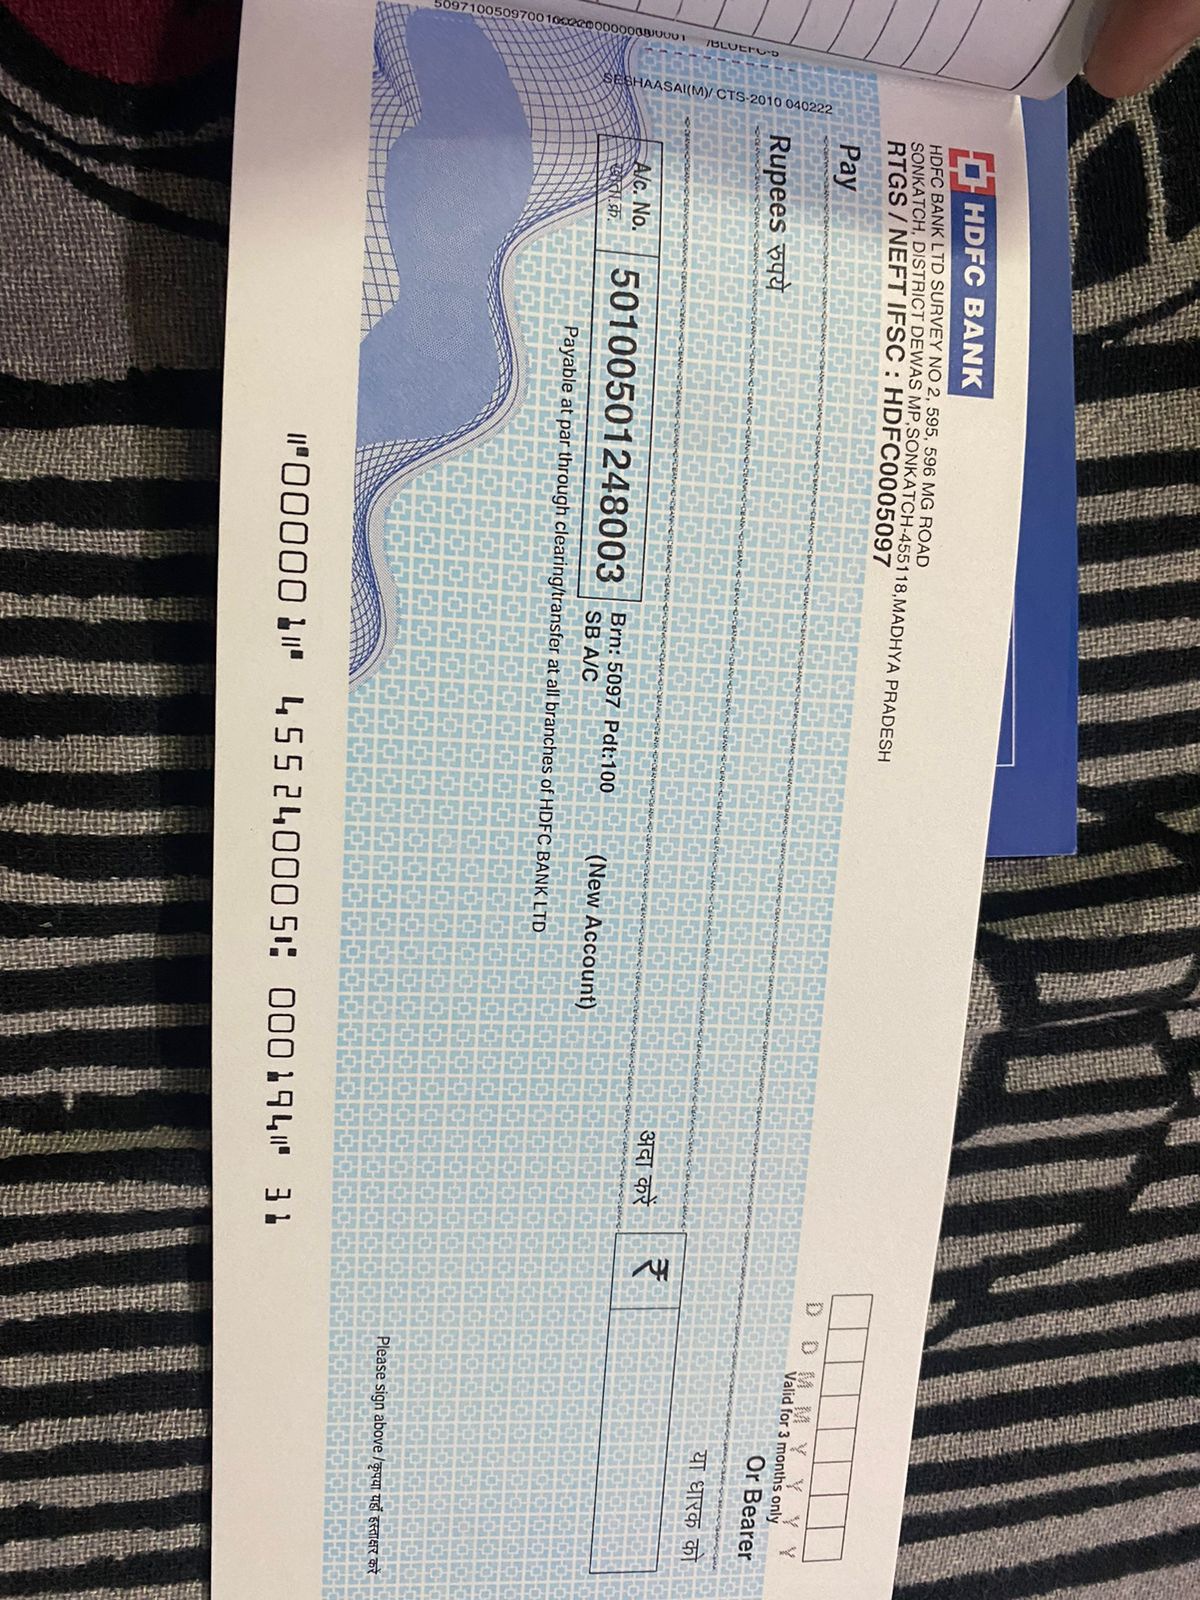 HDFC BANK
HDFC BANK LTD SURVEY NO 2, 595, 596 MG ROAD
SONKATCH, DISTRICT DEWAS MP,SONKATCH-455118,MADHYA PRADESH
RTGS / NEFT IFSC : HDFC0005097
D D M M Y Y Y Y
Valid for 3 months only
Pay
Or Bearer
या धारक को
Rupees रुपये
अदा करें
₹
A/c. No.
खाता.क्र.
50100501248003
Brn: 5097 Pdt:100
SB A/C
(New Account)
Payable at par through clearing/transfer at all branches of HDFC BANK LTD
Please sign above / कृपया यहाँ हस्ताक्षर करें
SESHAASAI(M)/ CTS-2010 040222
/BLUEFC-5
⑈000001⑈ 455240005⑆ 000194⑈ 31